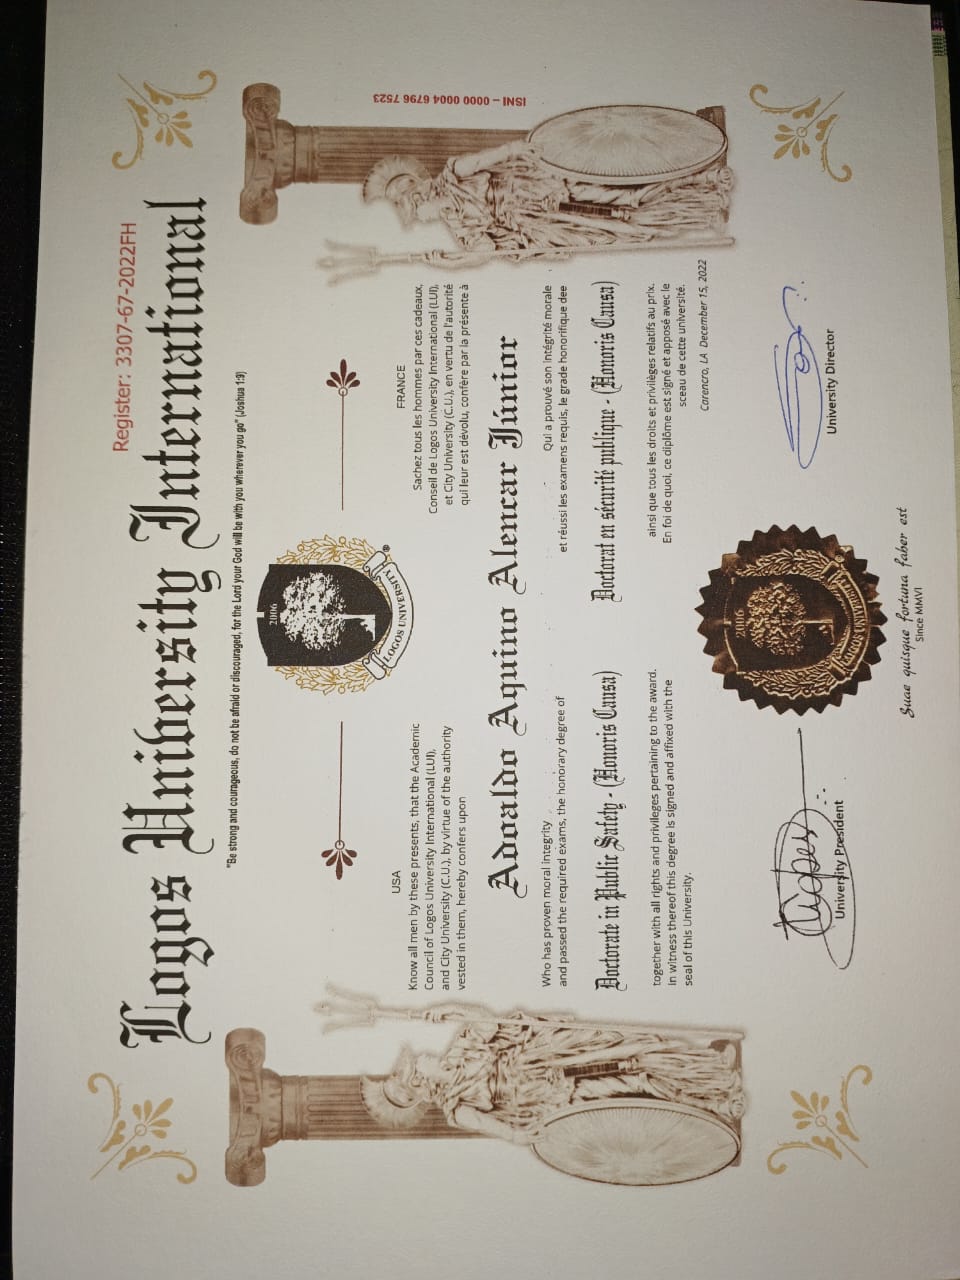 Register: 3307-67-2022FH
Logos University International
"Be strong and courageous, do not be afraid or discouraged, for the Lord your God will be with you wherever you go" (Joshua 1:9)
ISNI – 0000 0004 6796 7523
2006
LOGOS UNIVERSITY
®
USA
Know all men by these presents, that the Academic
Council of Logos University International (LUI),
and City University (C.U.), by virtue of the authority
vested in them, hereby confers upon
FRANCE
Sachez tous les hommes par ces cadeaux,
Conseil de Logos University International (LUI),
et City University (C.U.), en vertu de l'autorité
qui leur est dévolu, confère par la présente à
Adoaldo Aquino Alencar Júnior
Who has proven moral integrity
and passed the required exams, the honorary degree of
Qui a prouvé son intégrité morale
et réussi les examens requis, le grade honorifique dee
Doctorate in Public Safety - (Honoris Causa)
Doctorat en sécurité publique - (Honoris Causa)
together with all rights and privileges pertaining to the award.
In witness thereof this degree is signed and affixed with the
seal of this University.
ainsi que tous les droits et privilèges relatifs au prix.
En foi de quoi, ce diplôme est signé et apposé avec le
sceau de cette université.
Carencro, LA December 15, 2022
2006
LOGOS UNIVERSITY
University President
University Director
Suae quisque fortuna faber est
Since MMVI